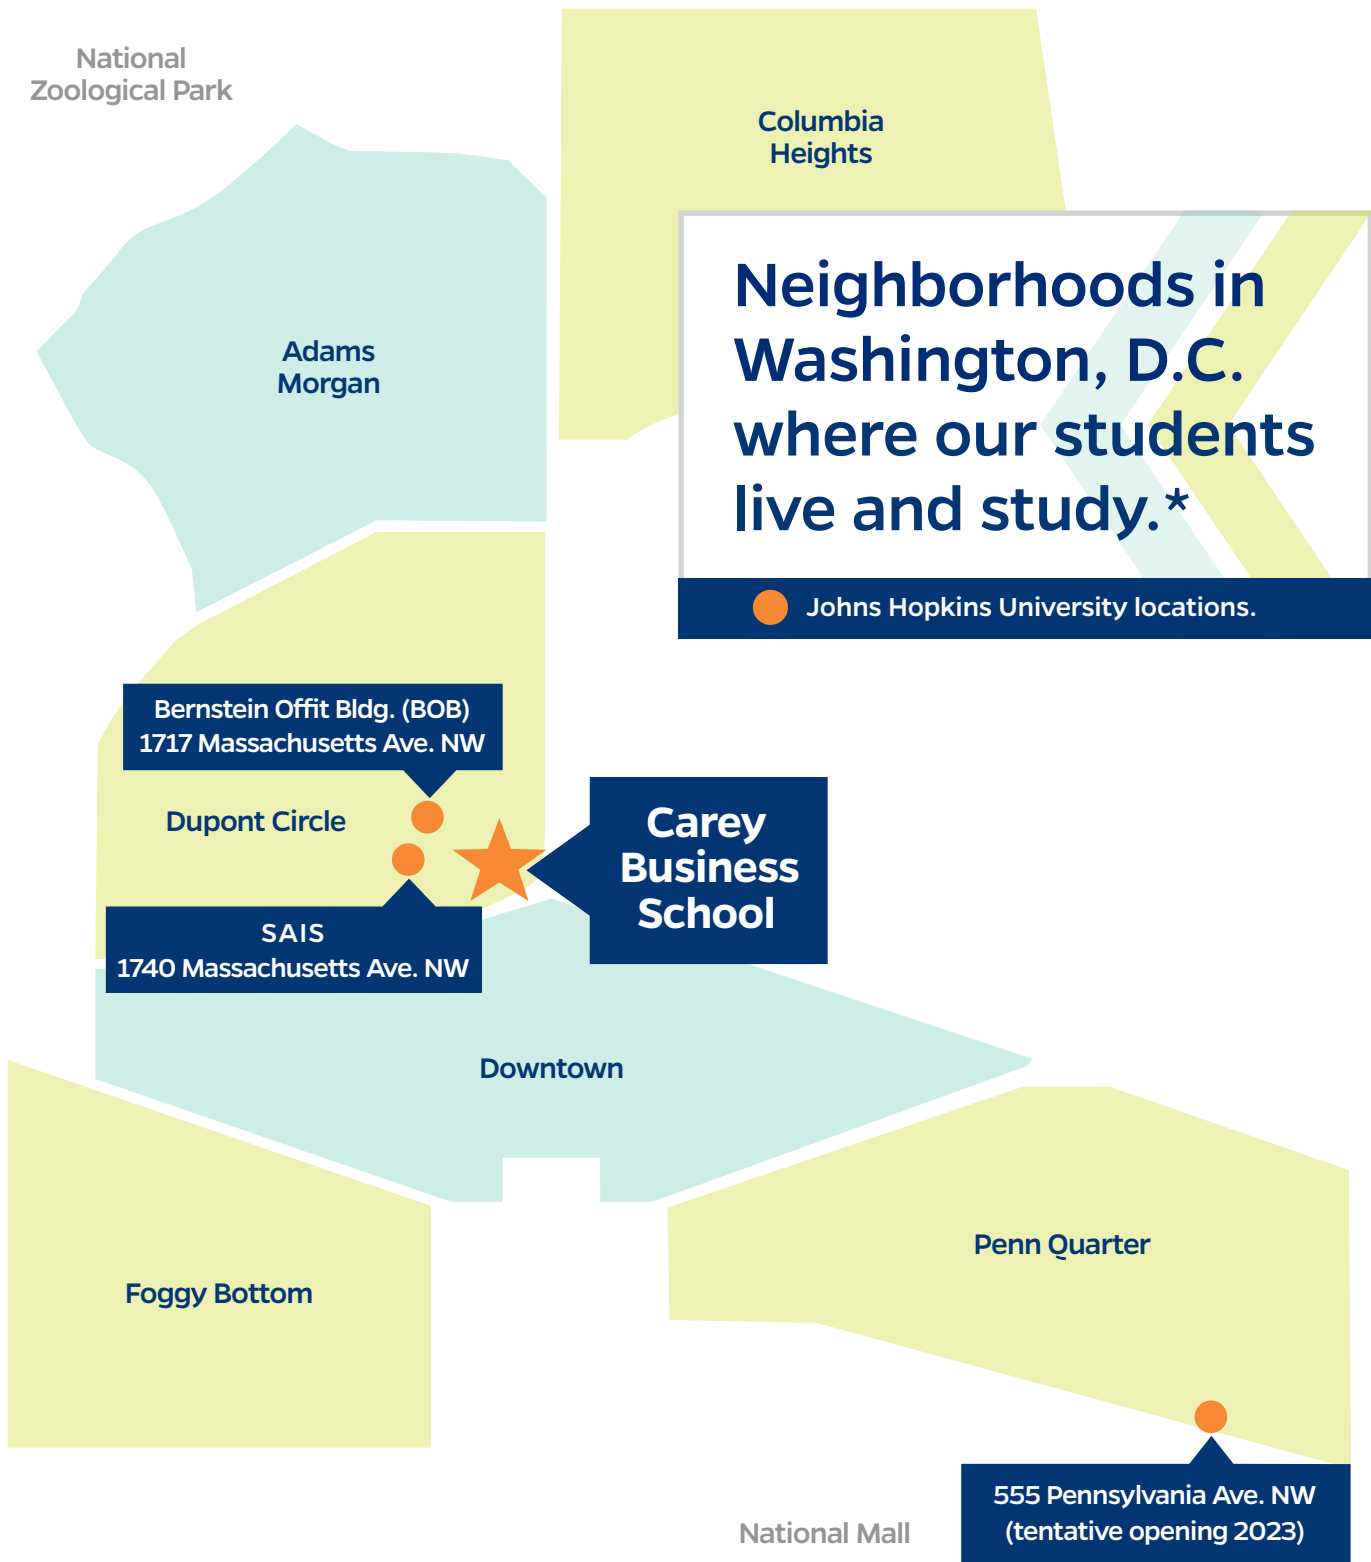 National
Zoological Park
Columbia
Heights
Neighborhoods in
Washington, D.C.
where our students
live and study.*
Johns Hopkins University locations.
Adams
Morgan
Bernstein Offit Bldg. (BOB)
1717 Massachusetts Ave. NW
Dupont Circle
Carey
Business
School
SAIS
1740 Massachusetts Ave. NW
Downtown
Penn Quarter
Foggy Bottom
555 Pennsylvania Ave. NW
(tentative opening 2023)
National Mall